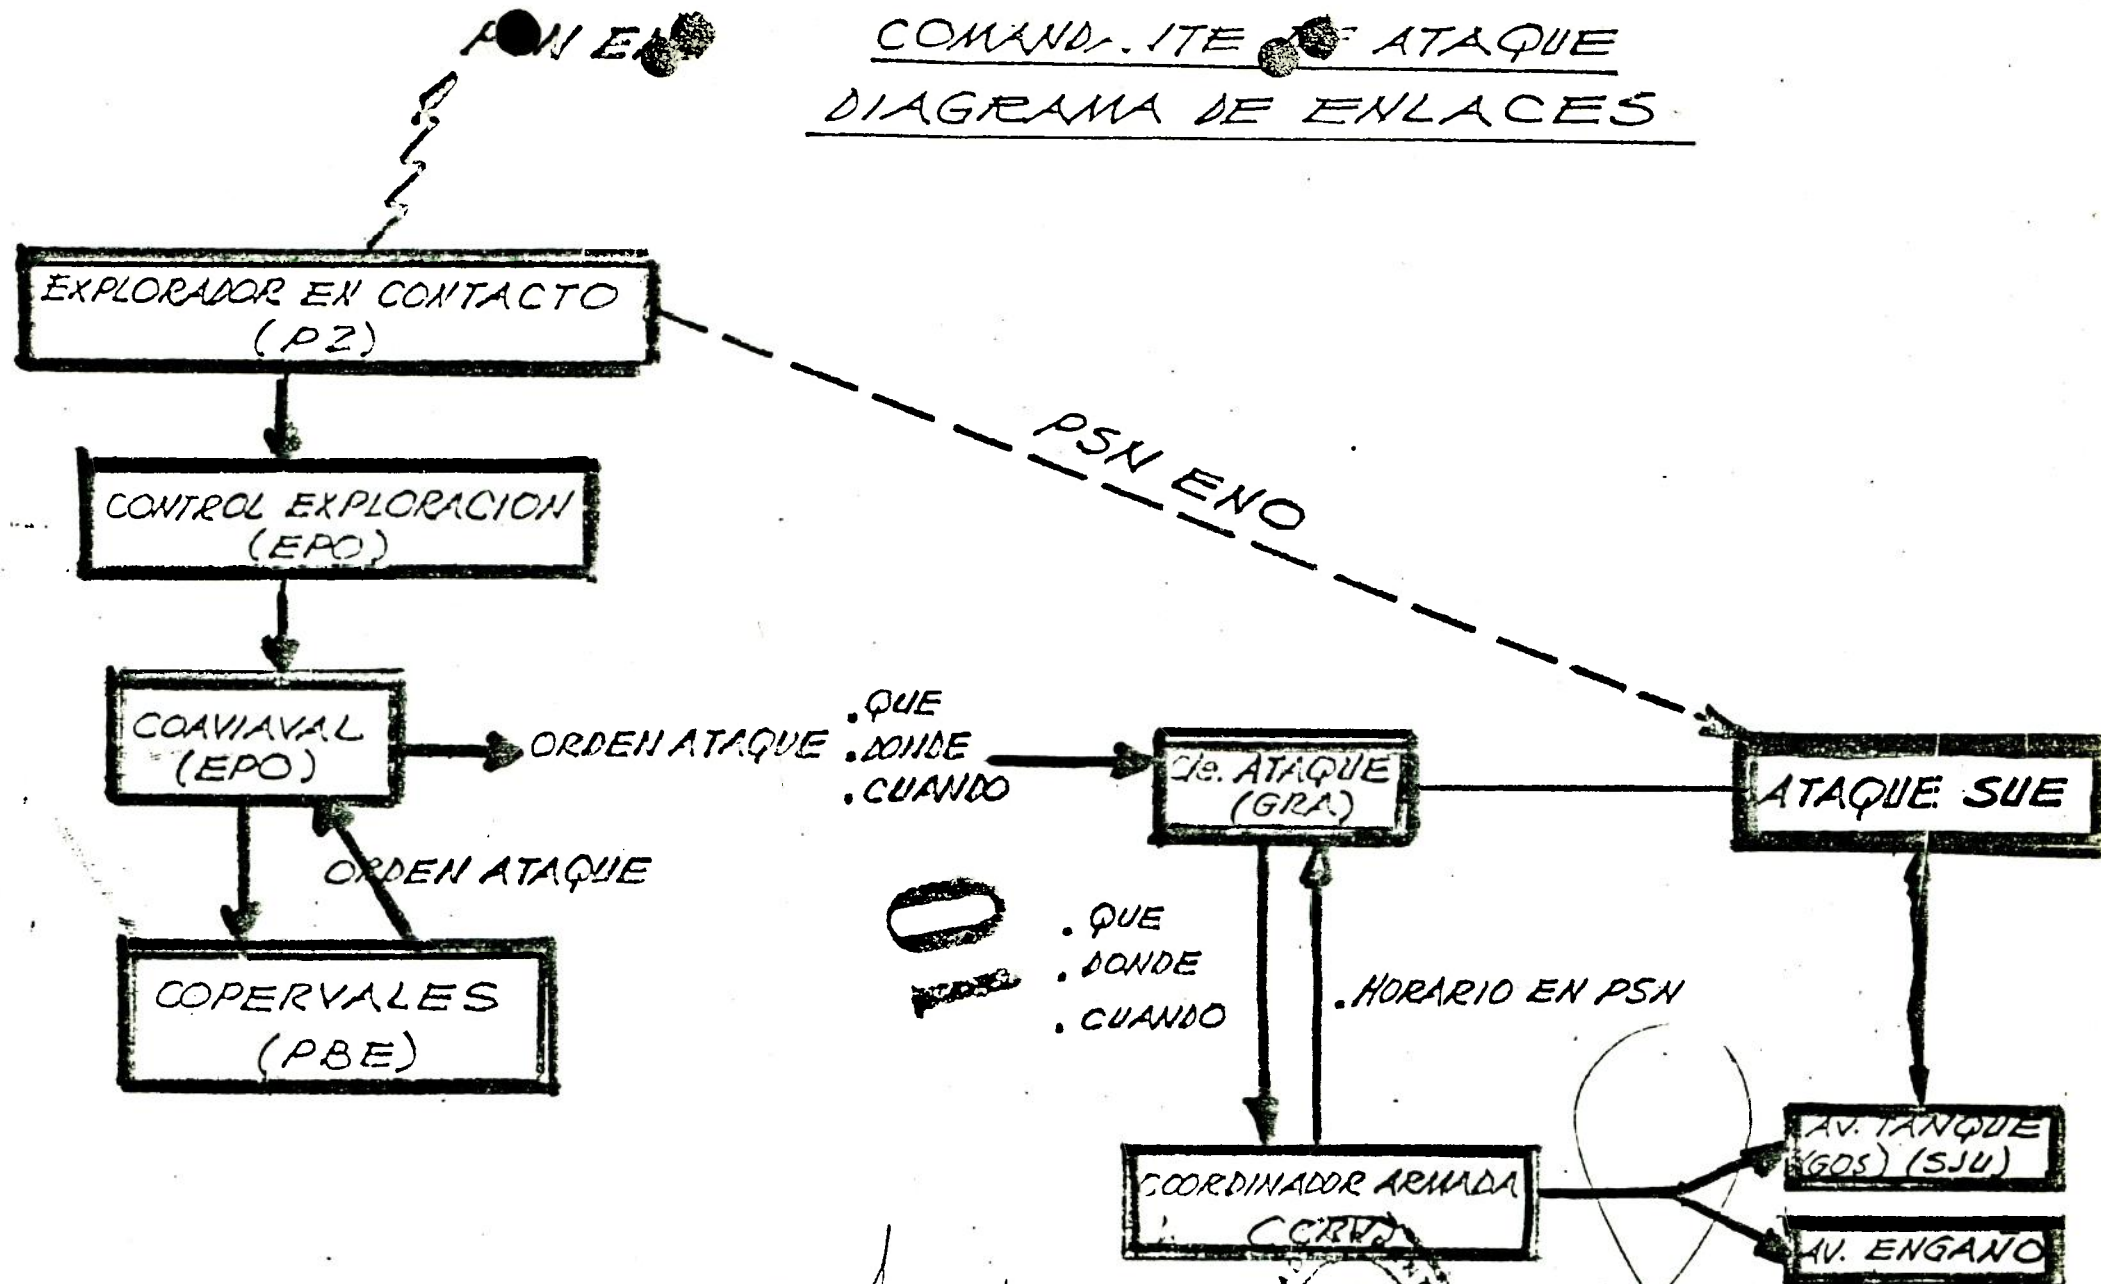 COMAND ATAQUE
DIAGRAMA DE ENLACES
EXPLORADOR EN CONTACTO
(PZ)
PSN ENO
CONTROL EXPLORACION
(EPO)
COAVIAVAL
(EPO)
ORDEN ATAQUE
. QUE
. DONDE
. CUANDO
Cte. ATAQUE
(GRA)
ATAQUE SUE
ORDEN ATAQUE
COPERVALES
(PBE)
. QUE
. DONDE
. CUANDO
. HORARIO EN PSN
COORDINADOR ARMADA
AV. TANQUE
(GOS) (SJU)
AV. ENGANO